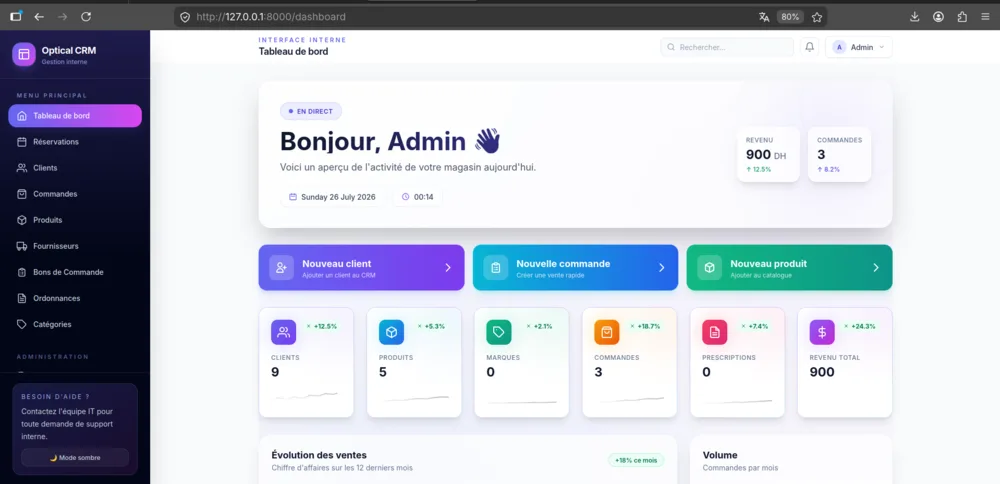 http://127.0.0.1:8000/dashboard
80%
Optical CRM
Gestion interne
MENU PRINCIPAL
Tableau de bord
Réservations
Clients
Commandes
Produits
Fournisseurs
Bons de Commande
Ordonnances
Catégories
ADMINISTRATION
BESOIN D'AIDE ?
Contactez l'équipe IT pour
toute demande de support
interne.
🌙 Mode sombre
INTERFACE INTERNE
Tableau de bord
Rechercher...
A Admin
EN DIRECT
Bonjour, Admin 👋
Voici un aperçu de l'activité de votre magasin aujourd'hui.
Sunday 26 July 2026
00:14
REVENU
900 DH
↑ 12.5%
COMMANDES
3
↑ 8.2%
Nouveau client
Ajouter un client au CRM
Nouvelle commande
Créer une vente rapide
Nouveau produit
Ajouter au catalogue
+12.5%
CLIENTS
9
+5.3%
PRODUITS
5
+2.1%
MARQUES
0
+18.7%
COMMANDES
3
+7.4%
PRESCRIPTIONS
0
+24.3%
REVENU TOTAL
900
Évolution des ventes
Chiffre d'affaires sur les 12 derniers mois
+18% ce mois
Volume
Commandes par mois